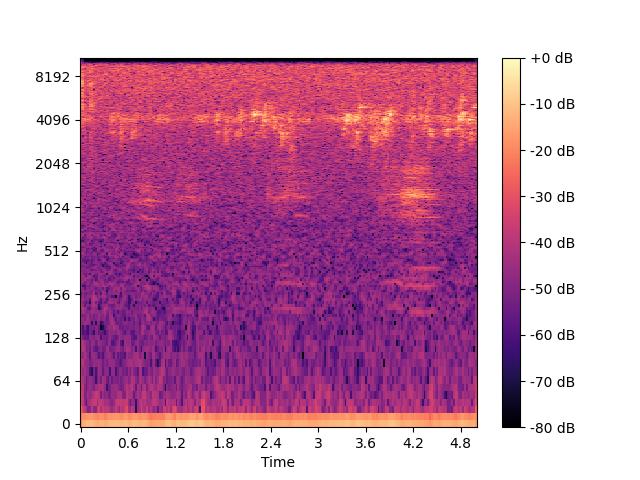 8192
4096
2048
1024
512
256
128
64
0
Hz
0 0.6 1.2 1.8 2.4 3 3.6 4.2 4.8
Time
+0 dB
-10 dB
-20 dB
-30 dB
-40 dB
-50 dB
-60 dB
-70 dB
-80 dB